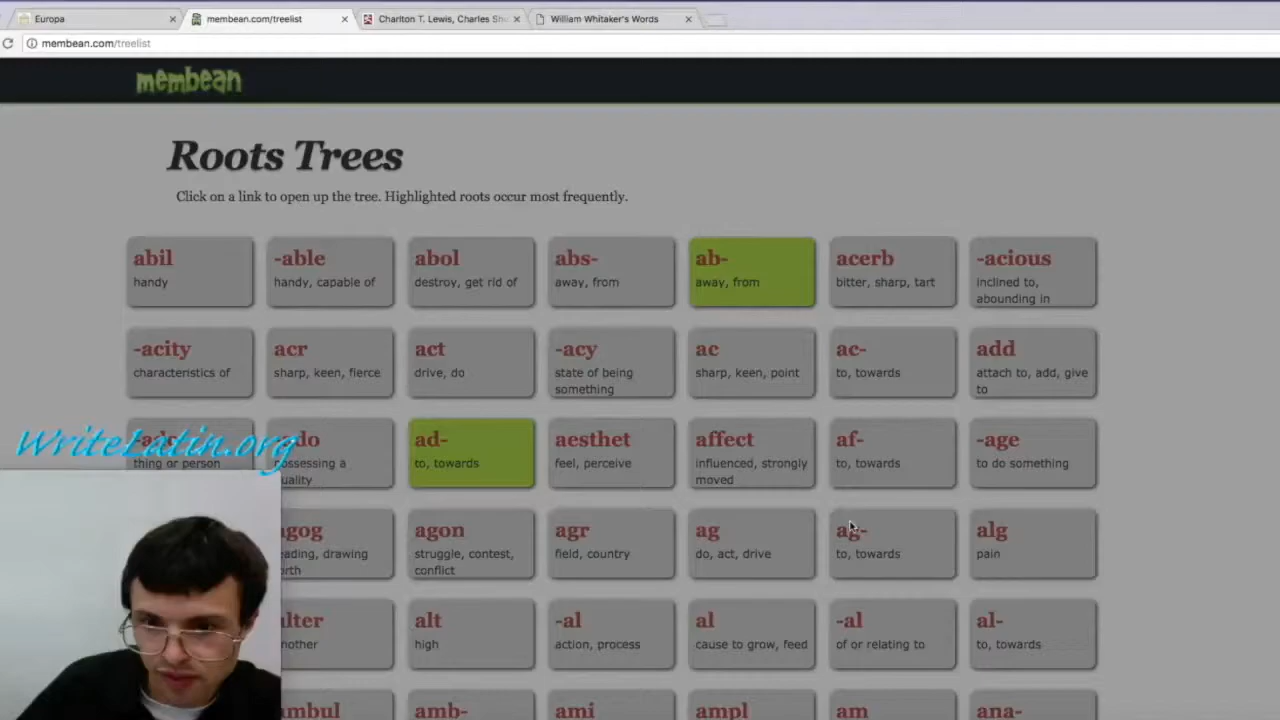 Europa
membean.com/treelist
Charlton T. Lewis, Charles Sh
William Whitaker's Words
membean.com/treelist
membean
Roots Trees
Click on a link to open up the tree. Highlighted roots occur most frequently.
abil -able abol abs- ab- acerb -acious
handy handy, capable of destroy, get rid of away, from away, from bitter, sharp, tart inclined to,
abounding in
-acity acr act -acy ac ac- add
characteristics of sharp, keen, fierce drive, do state of being sharp, keen, point to, towards attach to, add, give
something to
WriteLatin.org
ad- aesthet affect af- -age
thing or person possessing a to, towards feel, perceive influenced, strongly to, towards to do something
moved
agon agr ag ag- alg
struggle, contest, field, country do, act, drive to, towards pain
conflict
alt -al al -al al-
high action, process cause to grow, feed of or relating to to, towards
amb- ami ampl am ana-